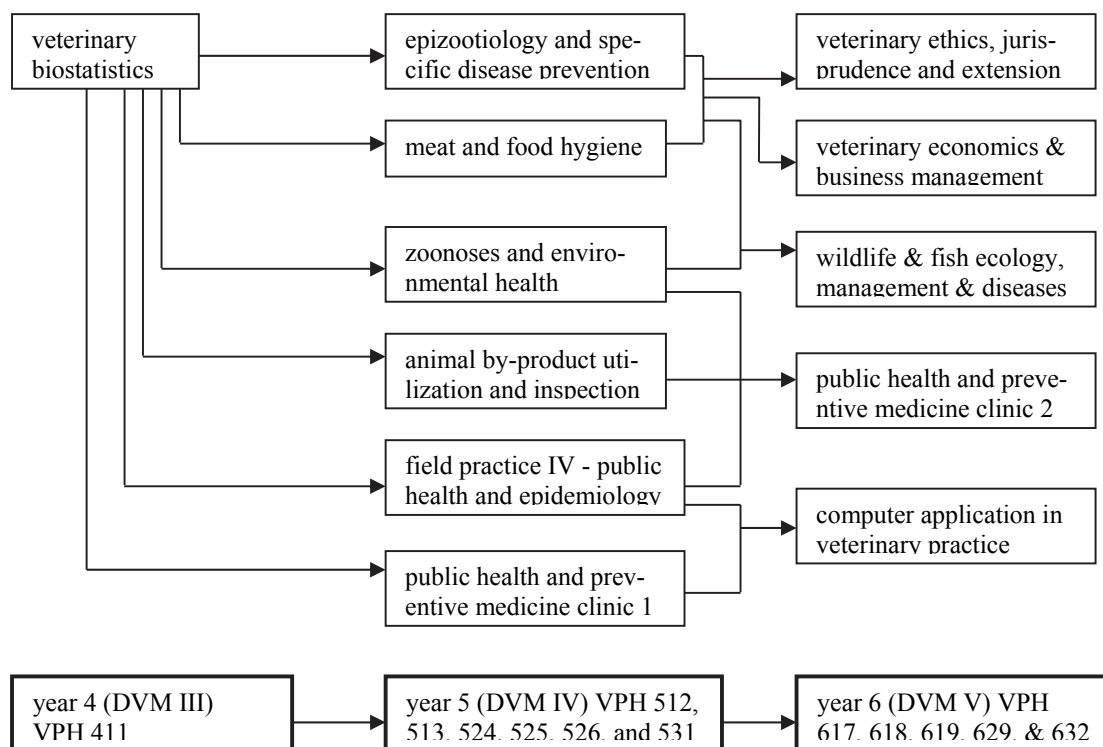 veterinary
biostatistics
epizootiology and spe-
cific disease prevention
meat and food hygiene
zoonoses and enviro-
nmental health
animal by-product uti-
lization and inspection
field practice IV - public
health and epidemiology
public health and prev-
entive medicine clinic 1
veterinary ethics, juris-
prudence and extension
veterinary economics &
business management
wildlife & fish ecology,
management & diseases
public health and preve-
ntive medicine clinic 2
computer application in
veterinary practice
year 4 (DVM III)
VPH 411
year 5 (DVM IV) VPH 512,
513, 524, 525, 526, and 531
year 6 (DVM V) VPH
617, 618, 619, 629, & 632